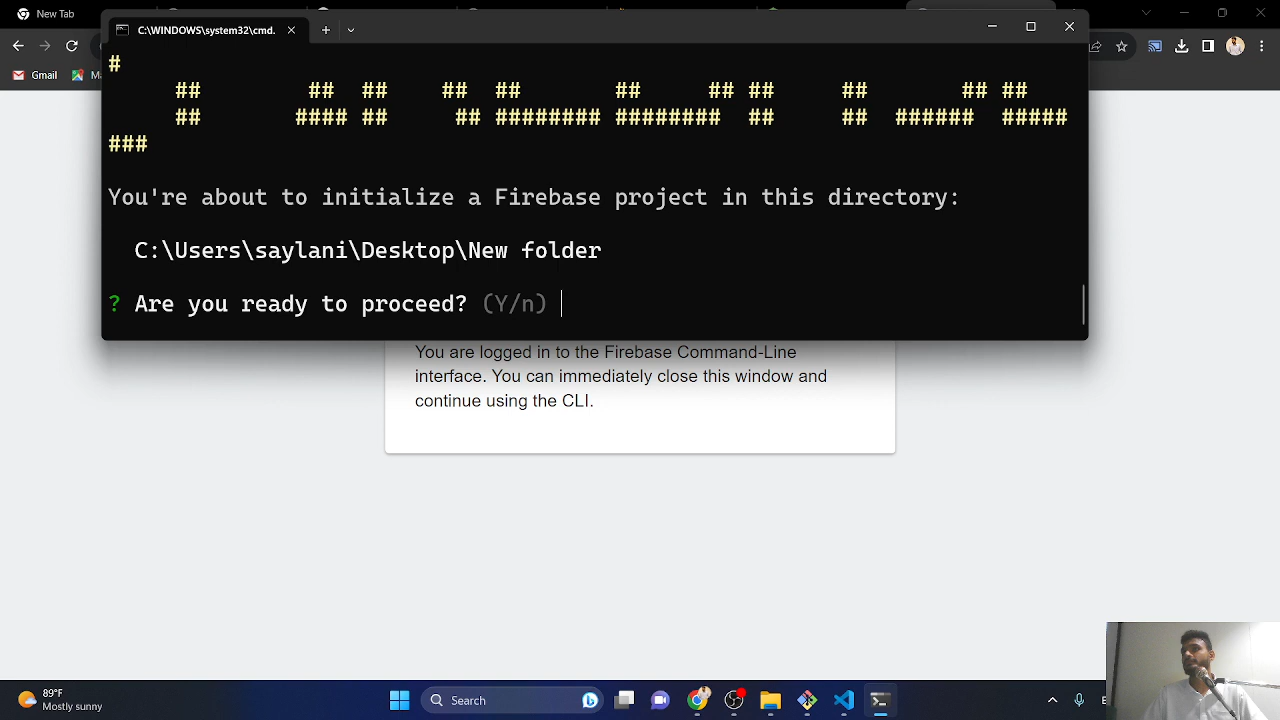 New Tab
C:\WINDOWS\system32\cmd.
Gmail
#
## ## ## ## ## ## ## ## ## ## ##
## #### ## ## ######## ######## ## ## ###### #####
###
You're about to initialize a Firebase project in this directory:
C:\Users\saylani\Desktop\New folder
? Are you ready to proceed? (Y/n)
You are logged in to the Firebase Command-Line
interface. You can immediately close this window and
continue using the CLI.
89°F
Mostly sunny
Search